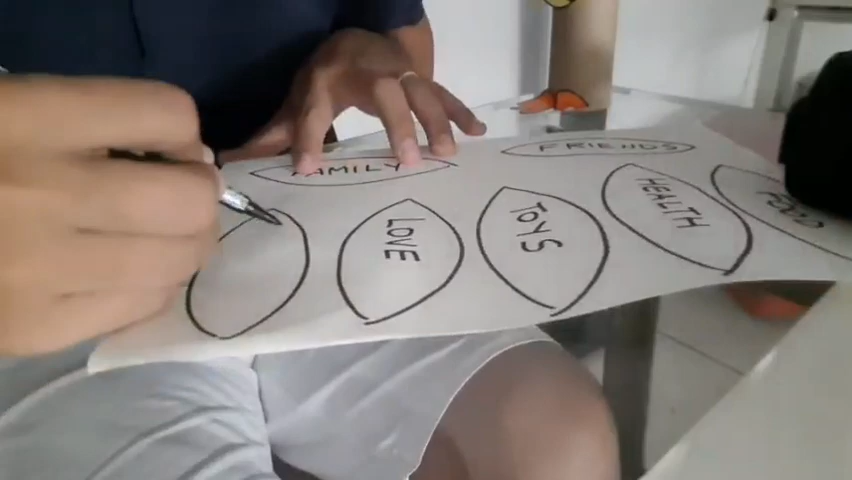 FAMILY
FRIENDS
LOVE
TOYS
HEALTH
FOOD